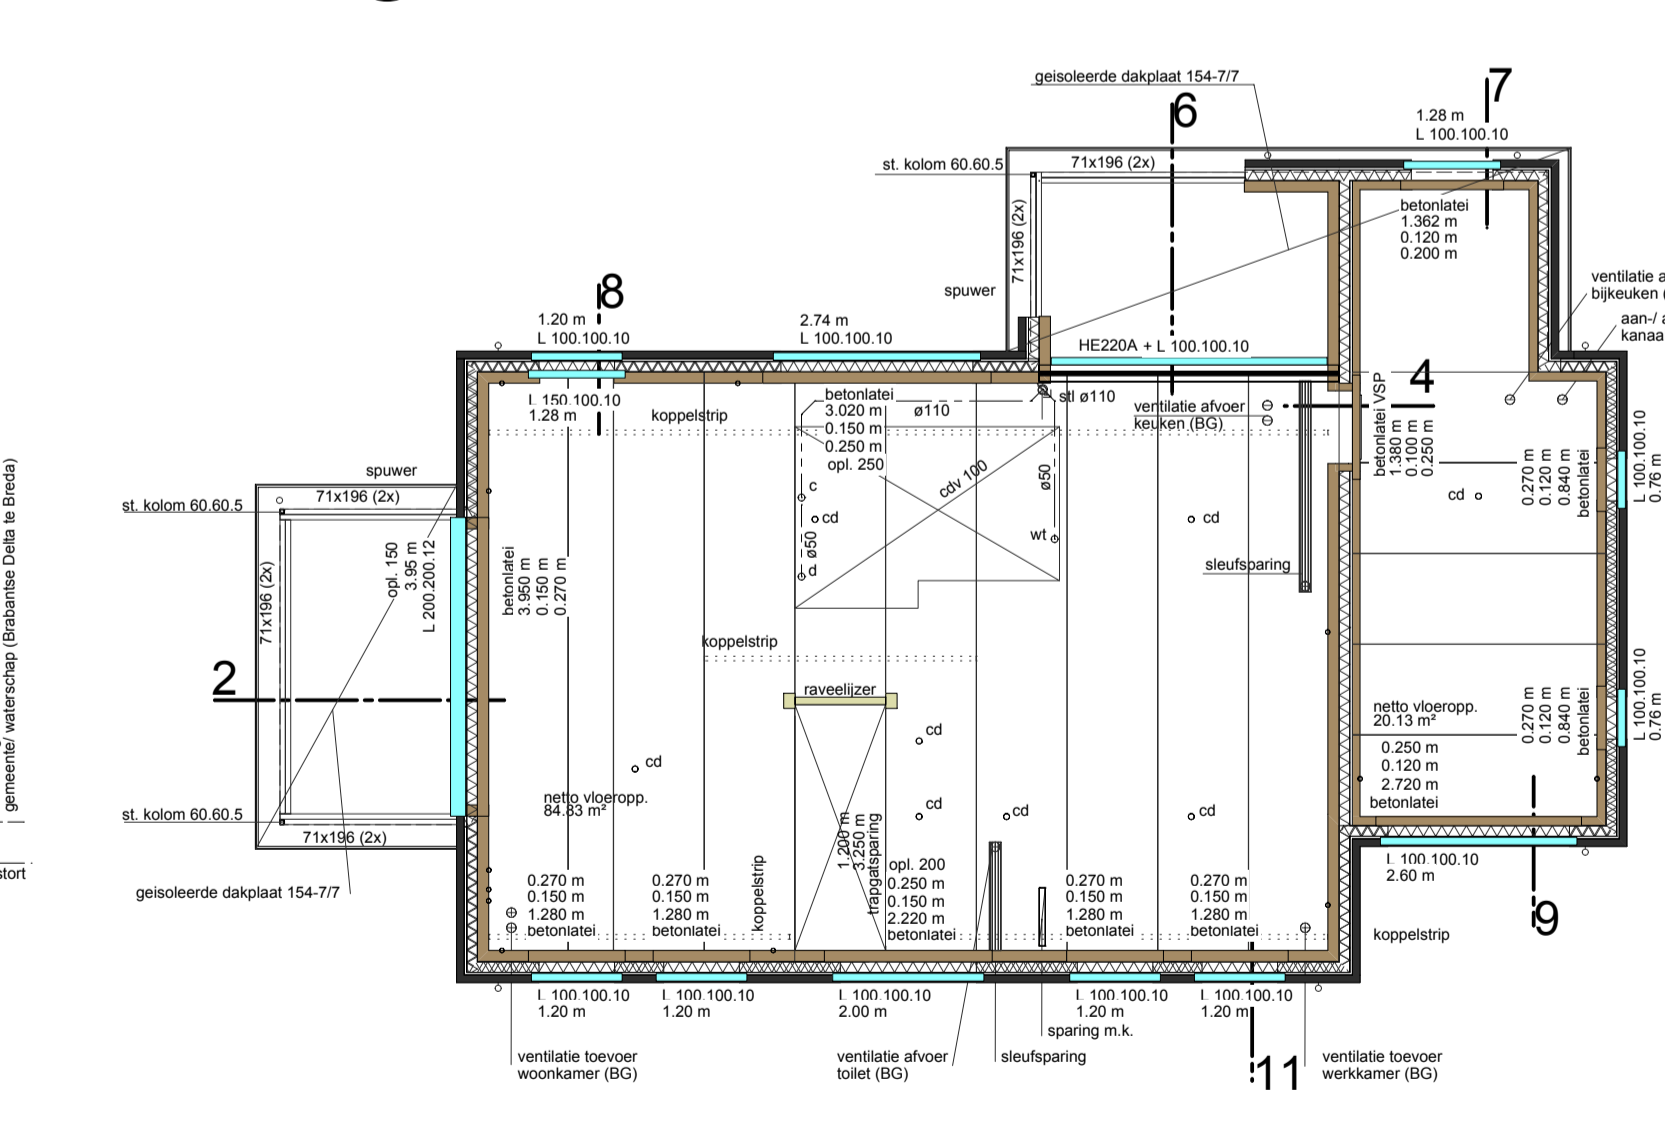 geisoleerde dakplaat 154-7/7
7
6
1.28 m
L 100.100.10
st. kolom 60.60.5
71x196 (2x)
71x196 (2x)
betonlatei
1.362 m
0.120 m
0.200 m
spuwer
ventilatie a
bijkeuken (
aan-/ a
kanaa
8
1.20 m
L 100.100.10
2.74 m
L 100.100.10
HE220A + L 100.100.10
4
L 150.100.10
1.28 m
koppelstrip
betonlatei
3.020 m
0.150 m
0.250 m
opl. 250
ø110
stl ø110
ventilatie afvoer
keuken (BG)
betonlatei VSP
1.380 m
0.100 m
0.250 m
L 100.100.10
0.76 m
0.270 m
0.120 m
0.840 m
betonlatei
cd
cdv 100
ø50
c
cd
ø50
d
wt
cd
sleufsparing
gemeente/ waterschap (Brabantse Delta te Breda)
stort
spuwer
71x196 (2x)
st. kolom 60.60.5
71x196 (2x)
opl. 150
3.95 m
L 200.200.12
betonlatei
3.950 m
0.150 m
0.270 m
koppelstrip
raveelijzer
2
L 100.100.10
0.76 m
0.270 m
0.120 m
0.840 m
betonlatei
netto vloeropp.
20.13 m²
0.250 m
0.120 m
2.720 m
betonlatei
cd
cd
netto vloeropp.
84.83 m²
cd
cd
cd
st. kolom 60.60.5
71x196 (2x)
geisoleerde dakplaat 154-7/7
1.200 m
3.250 m
trapgatsparing
koppelstrip
opl. 200
0.250 m
0.150 m
2.220 m
betonlatei
0.270 m
0.150 m
1.280 m
betonlatei
0.270 m
0.150 m
1.280 m
betonlatei
0.270 m
0.150 m
1.280 m
betonlatei
0.270 m
0.150 m
1.280 m
betonlatei
L 100.100.10
2.60 m
9
koppelstrip
L 100.100.10
1.20 m
L 100.100.10
1.20 m
L 100.100.10
2.00 m
L 100.100.10
1.20 m
L 100.100.10
1.20 m
sparing m.k.
ventilatie toevoer
woonkamer (BG)
ventilatie afvoer
toilet (BG)
sleufsparing
11
ventilatie toevoer
werkkamer (BG)